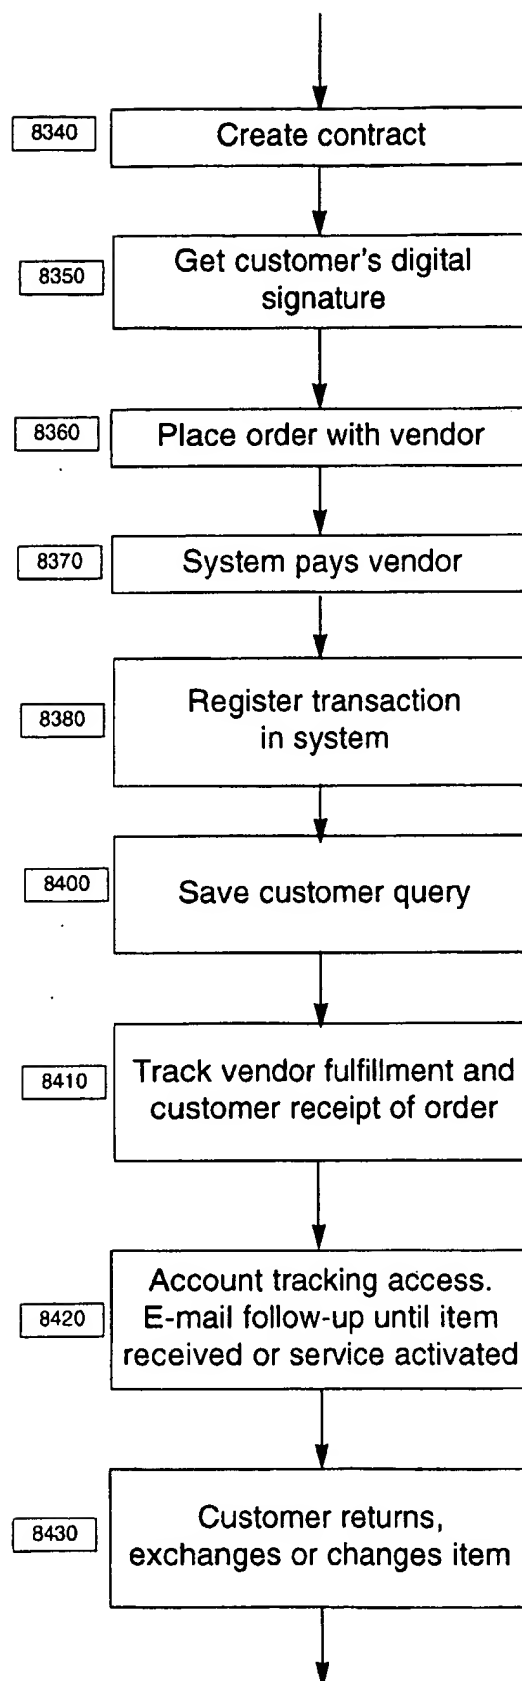 8340
Create contract
8350
Get customer's digital
signature
8360
Place order with vendor
8370
System pays vendor
8380
Register transaction
in system
8400
Save customer query
8410
Track vendor fulfillment and
customer receipt of order
8420
Account tracking access.
E-mail follow-up until item
received or service activated
8430
Customer returns,
exchanges or changes item